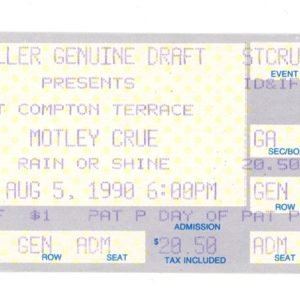 LLER GENUINE DRAFT STCRU
EVENT
PRESENTS ID&IF
T COMPTON TERRACE
MOTLEY CRUE GA
SEC/BO
RAIN OR SHINE 20.50
AUG 5, 1990 6:00PM GEN
F $1 PAT P DAY OF PAT P
ADMISSION
GEN ADM $20.50 ADM
ROW SEAT TAX INCLUDED SEAT